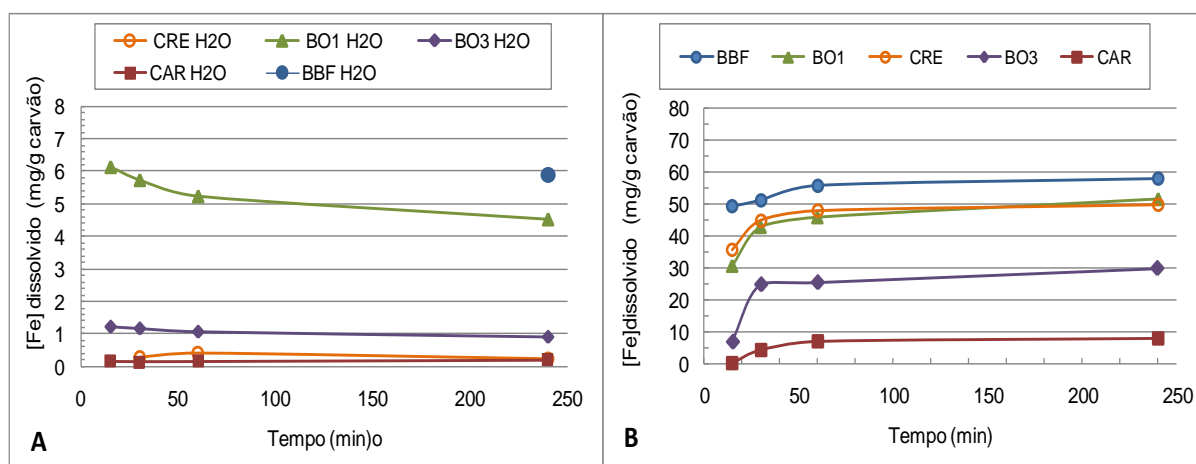 CRE H2O BO1 H2O BO3 H2O
CAR H2O BBF H2O
[Fe] dissolvido (mg/g carvão)
8
7
6
5
4
3
2
1
0
0 50 100 150 200 250
Tempo (min)o
A
BBF BO1 CRE BO3 CAR
[Fe]dissolvido (mg/g carvão)
80
70
60
50
40
30
20
10
0
0 50 100 150 200 250
Tempo (min)
B